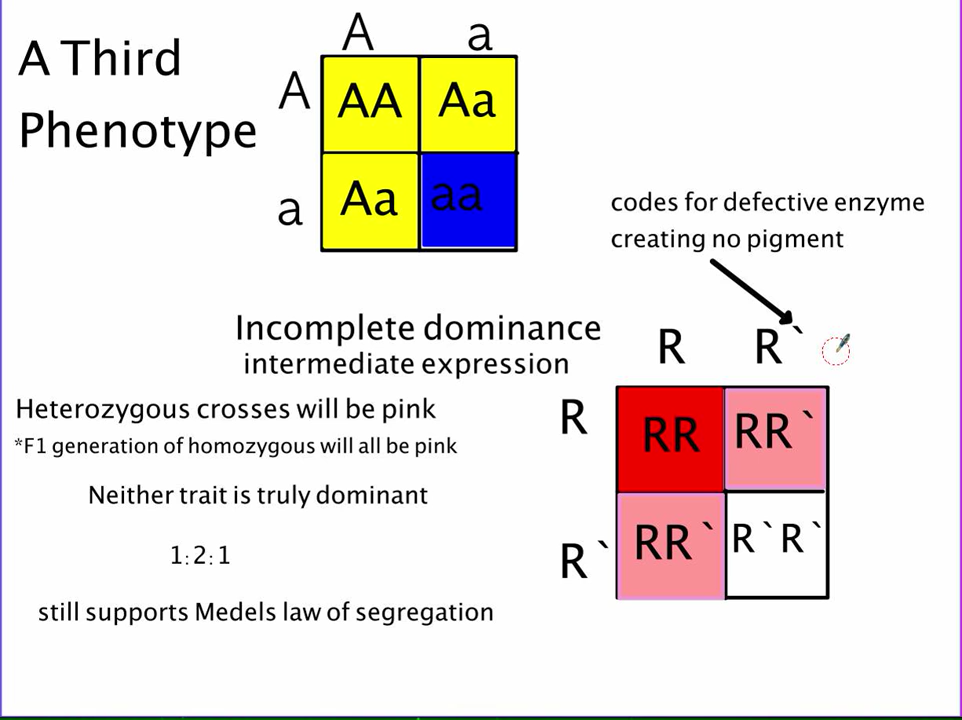 A Third
Phenotype
A a
A AA Aa
a Aa aa
codes for defective enzyme
creating no pigment
Incomplete dominance
intermediate expression
Heterozygous crosses will be pink
*F1 generation of homozygous will all be pink
Neither trait is truly dominant
1:2:1
still supports Medels law of segregation
R R`
R RR RR`
R` RR` R`R`